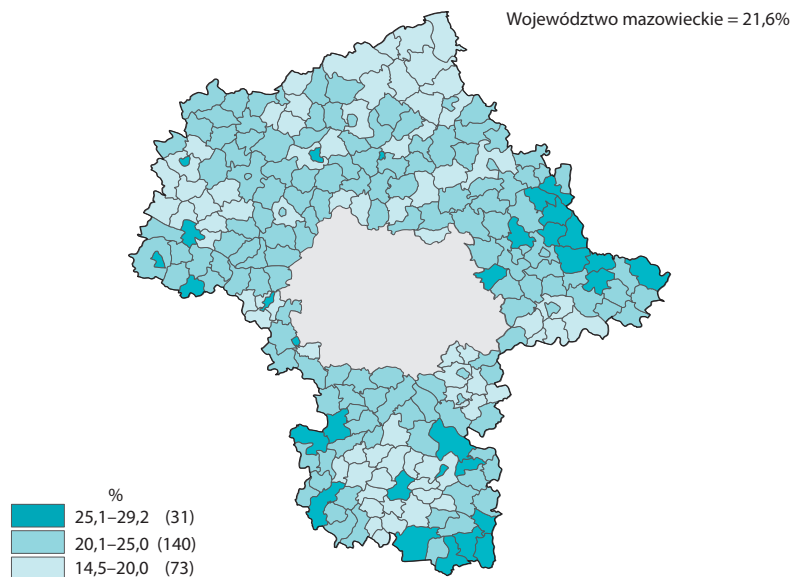 Województwo mazowieckie = 21,6%
%
25,1–29,2 (31)
20,1–25,0 (140)
14,5–20,0 (73)